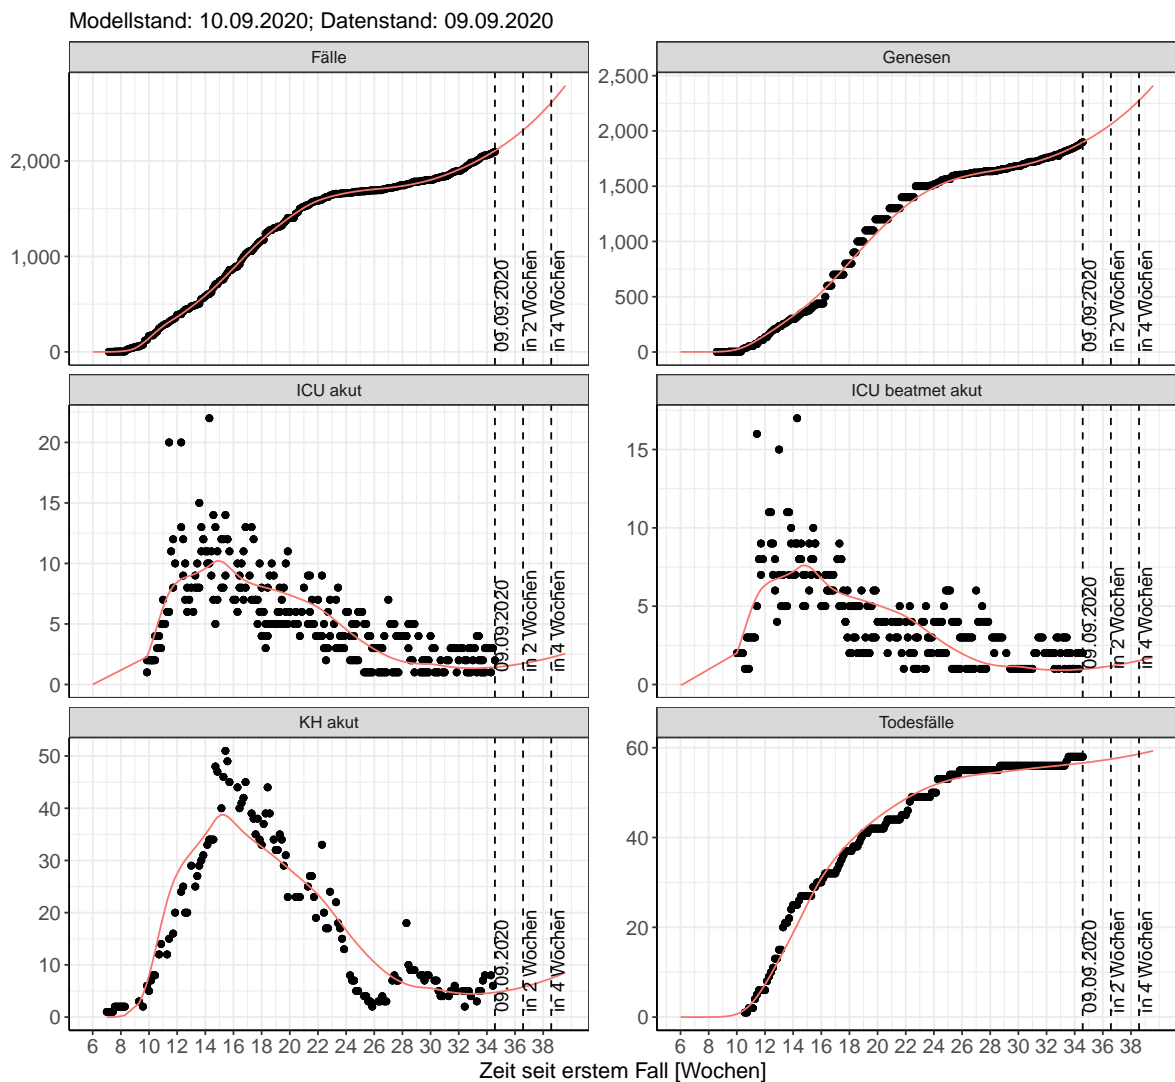 Modellstand: 10.09.2020; Datenstand: 09.09.2020
Fälle
Genesen
2,000
1,000
0
09.09.2020
in 2 Wochen
in 4 Wochen
2,500
2,000
1,500
1,000
500
0
09.09.2020
in 2 Wochen
in 4 Wochen
ICU akut
ICU beatmet akut
20
15
10
5
0
09.09.2020
in 2 Wochen
in 4 Wochen
15
10
5
0
09.09.2020
in 2 Wochen
in 4 Wochen
KH akut
Todesfälle
50
40
30
20
10
0
09.09.2020
in 2 Wochen
in 4 Wochen
60
40
20
0
09.09.2020
in 2 Wochen
in 4 Wochen
6 8 10 12 14 16 18 20 22 24 26 28 30 32 34 36 38
6 8 10 12 14 16 18 20 22 24 26 28 30 32 34 36 38
Zeit seit erstem Fall [Wochen]